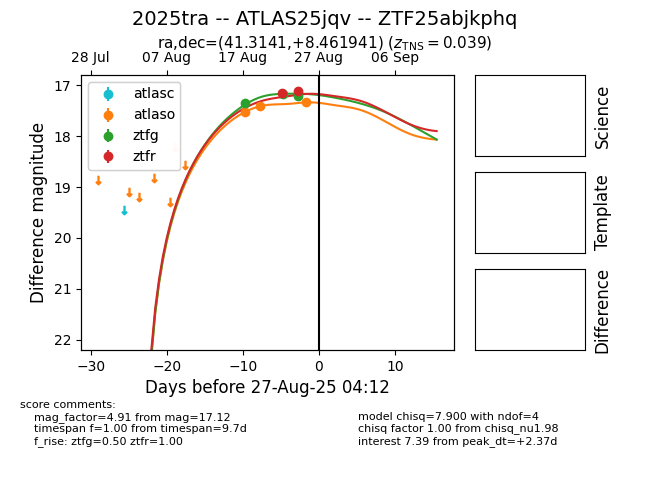 2025tra -- ATLAS25jqv -- ZTF25abjkphq
ra,dec=(41.3141,+8.461941) (zTNS = 0.039)
28 Jul 07 Aug 17 Aug 27 Aug 06 Sep
atlasc
atlaso
ztfg
ztfr
17
18
19
20
21
22
Difference magnitude
−30 −20 −10 0 10
Days before 27-Aug-25 04:12
Science
Template
Difference
score comments:
mag_factor=4.91 from mag=17.12
timespan f=1.00 from timespan=9.7d
f_rise: ztfg=0.50 ztfr=1.00
model chisq=7.900 with ndof=4
chisq factor 1.00 from chisq_nu1.98
interest 7.39 from peak_dt=+2.37d